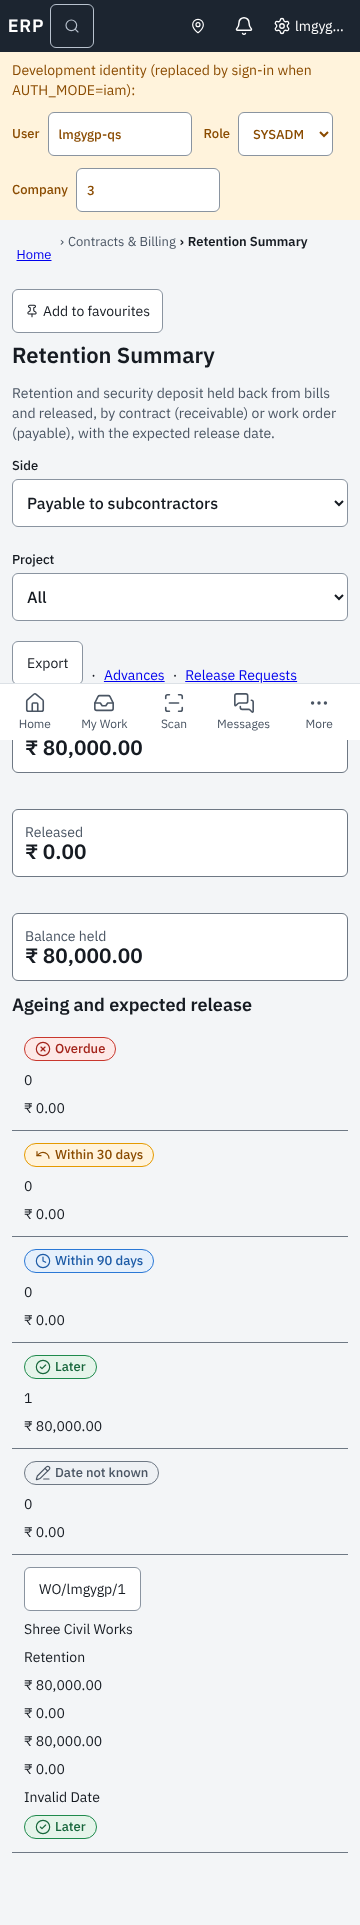 ERP
lmgyg...
Development identity (replaced by sign-in when
AUTH_MODE=iam):
User lmgygp-qs Role SYSADM
Company 3
Home › Contracts & Billing › Retention Summary
Add to favourites
Retention Summary
Retention and security deposit held back from bills
and released, by contract (receivable) or work order
(payable), with the expected release date.
Side
Payable to subcontractors
Project
All
Export · Advances · Release Requests
Home My Work Scan Messages More
₹ 80,000.00
Released
₹ 0.00
Balance held
₹ 80,000.00
Ageing and expected release
Overdue
0
₹ 0.00
Within 30 days
0
₹ 0.00
Within 90 days
0
₹ 0.00
Later
1
₹ 80,000.00
Date not known
0
₹ 0.00
WO/lmgygp/1
Shree Civil Works
Retention
₹ 80,000.00
₹ 0.00
₹ 80,000.00
₹ 0.00
Invalid Date
Later